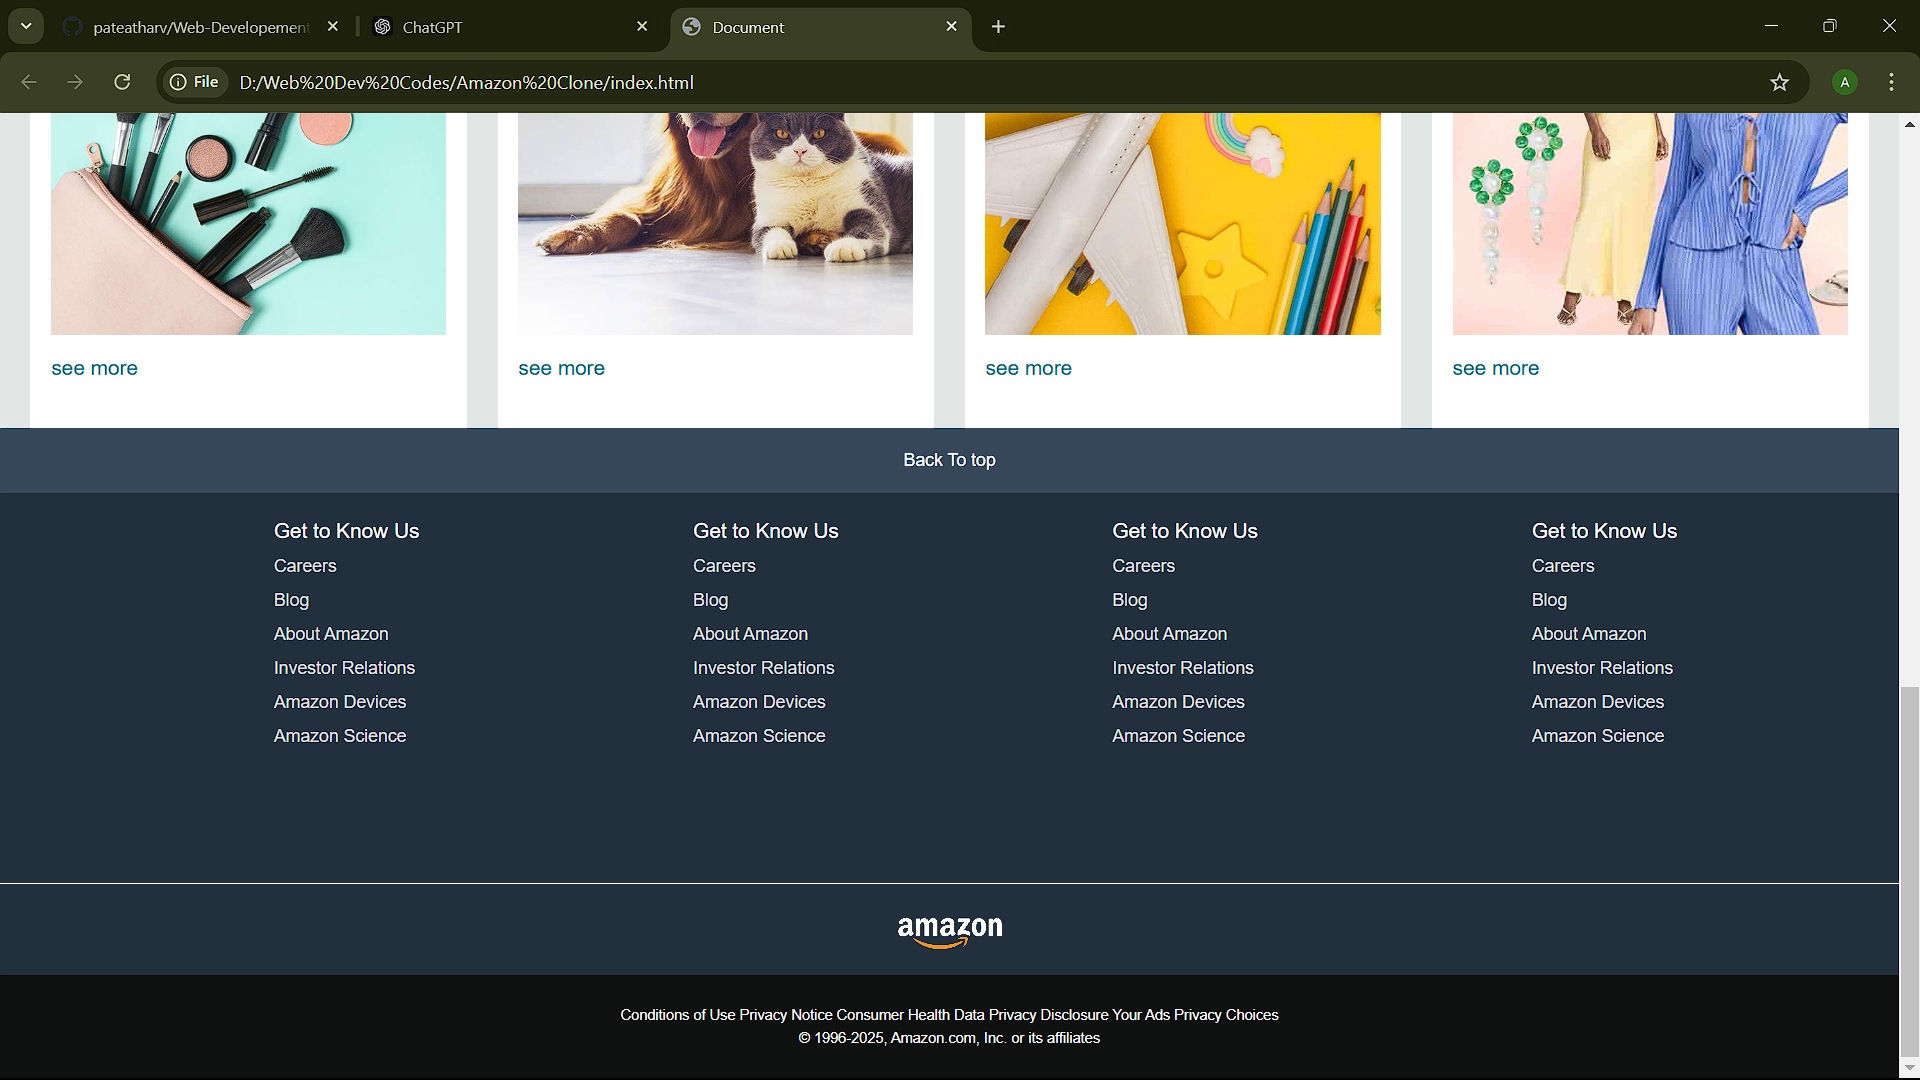 pateatharv/Web-Developement
ChatGPT
Document
File
D:/Web%20Dev%20Codes/Amazon%20Clone/index.html
A
see more see more see more see more
Back To top
Get to Know Us Get to Know Us Get to Know Us Get to Know Us
Careers Careers Careers Careers
Blog Blog Blog Blog
About Amazon About Amazon About Amazon About Amazon
Investor Relations Investor Relations Investor Relations Investor Relations
Amazon Devices Amazon Devices Amazon Devices Amazon Devices
Amazon Science Amazon Science Amazon Science Amazon Science
amazon
Conditions of Use Privacy Notice Consumer Health Data Privacy Disclosure Your Ads Privacy Choices
© 1996-2025, Amazon.com, Inc. or its affiliates